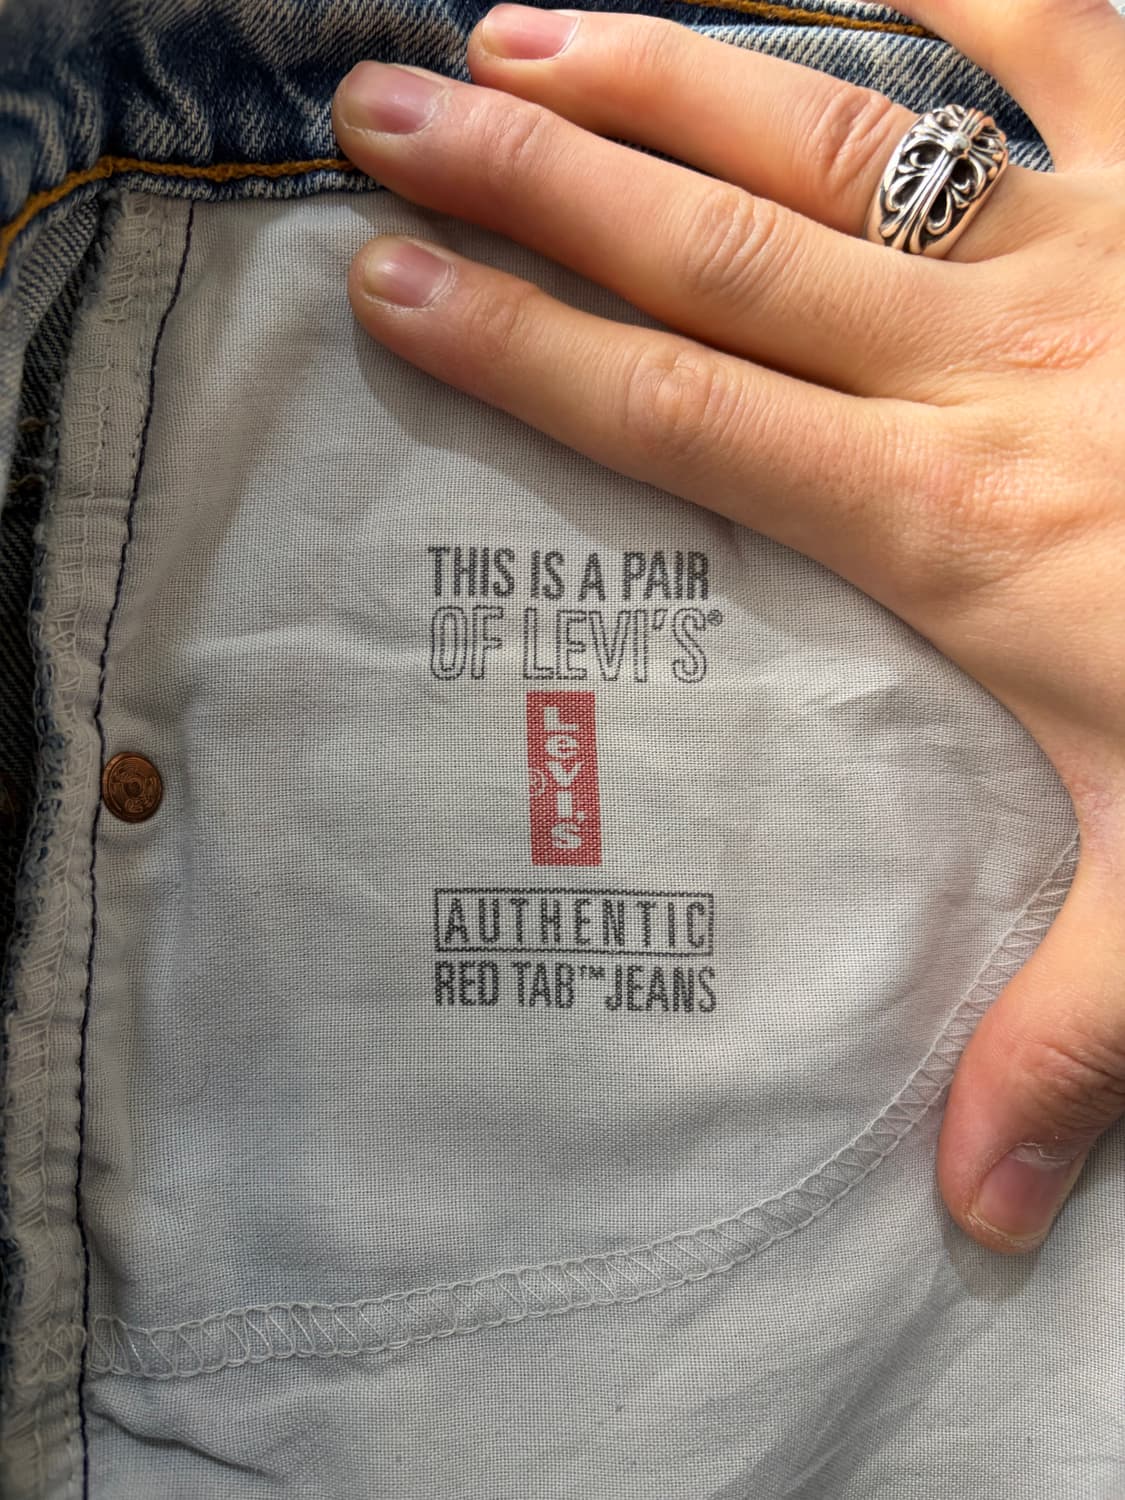 THIS IS A PAIR
OF LEVI'S®
Levi's
AUTHENTIC
RED TAB™ JEANS